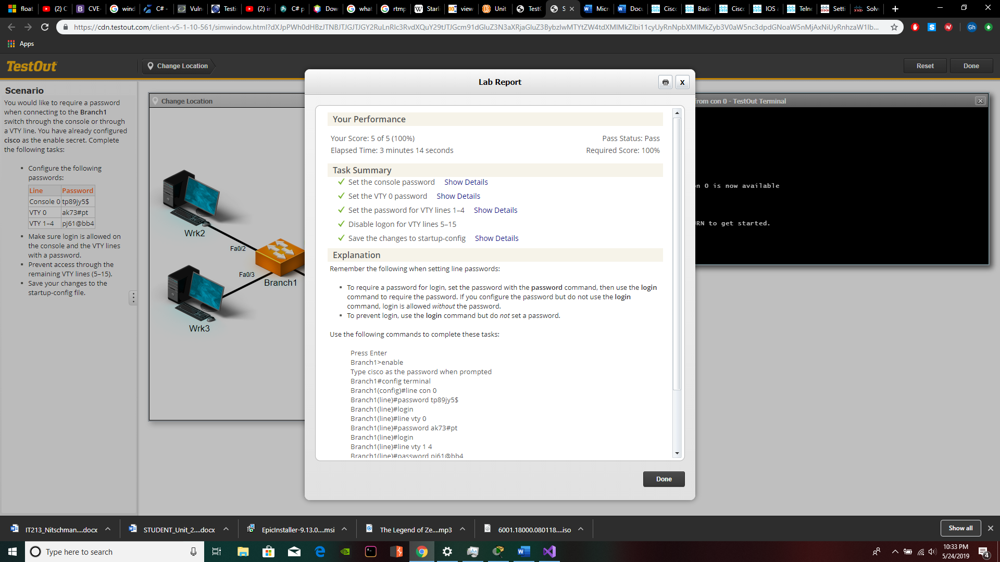 float
(2) C
CVE-
wind
C# -
Vuln
Testi
(2) in
C# p
Dow
what
rtmp
Starl
view
Unit
TestO
S
Micr
Docu
Cisco
Basic
Cisco
IOS
Telne
Setti
Solv
https://cdn.testout.com/client-v5-1-10-561/simwindow.html?
Gh
Apps
TestOut
Change Location
Reset
Done
Scenario
You would like to require a password
when connecting to the Branch1
switch through the console or through
a VTY line. You have already configured
cisco as the enable secret. Complete
the following tasks:
Configure the following
passwords:
Line Password
Console 0 tp89jy5$
VTY 0 ak73#pt
VTY 1–4 pj61@bb4
Make sure login is allowed on
the console and the VTY lines
with a password.
Prevent access through the
remaining VTY lines (5–15).
Save your changes to the
startup-config file.
Change Location
Wrk2
Fa0/2
Fa0/3
Branch1
Wrk3
Lab Report
X
Your Performance
Your Score: 5 of 5 (100%) Pass Status: Pass
Elapsed Time: 3 minutes 14 seconds Required Score: 100%
Task Summary
Set the console password Show Details
Set the VTY 0 password Show Details
Set the password for VTY lines 1–4 Show Details
Disable logon for VTY lines 5–15
Save the changes to startup-config Show Details
Explanation
Remember the following when setting line passwords:
To require a password for login, set the password with the password command, then use the login
command to require the password. If you configure the password but do not use the login
command, login is allowed without the password.
To prevent login, use the login command but do not set a password.
Use the following commands to complete these tasks:
Press Enter
Branch1>enable
Type cisco as the password when prompted
Branch1#config terminal
Branch1(config)#line con 0
Branch1(line)#password tp89jy5$
Branch1(line)#login
Branch1(line)#line vty 0
Branch1(line)#password ak73#pt
Branch1(line)#login
Branch1(line)#line vty 1 4
Branch1(line)#password pj61@bb4
Done
from con 0 - TestOut Terminal
n 0 is now available
RN to get started.
IT213_Nitschman....docx
STUDENT_Unit_2....docx
EpicInstaller-9.13.0....msi
The Legend of Ze....mp3
6001.18000.080118....iso
Show all
Type here to search
10:33 PM
5/24/2019
4